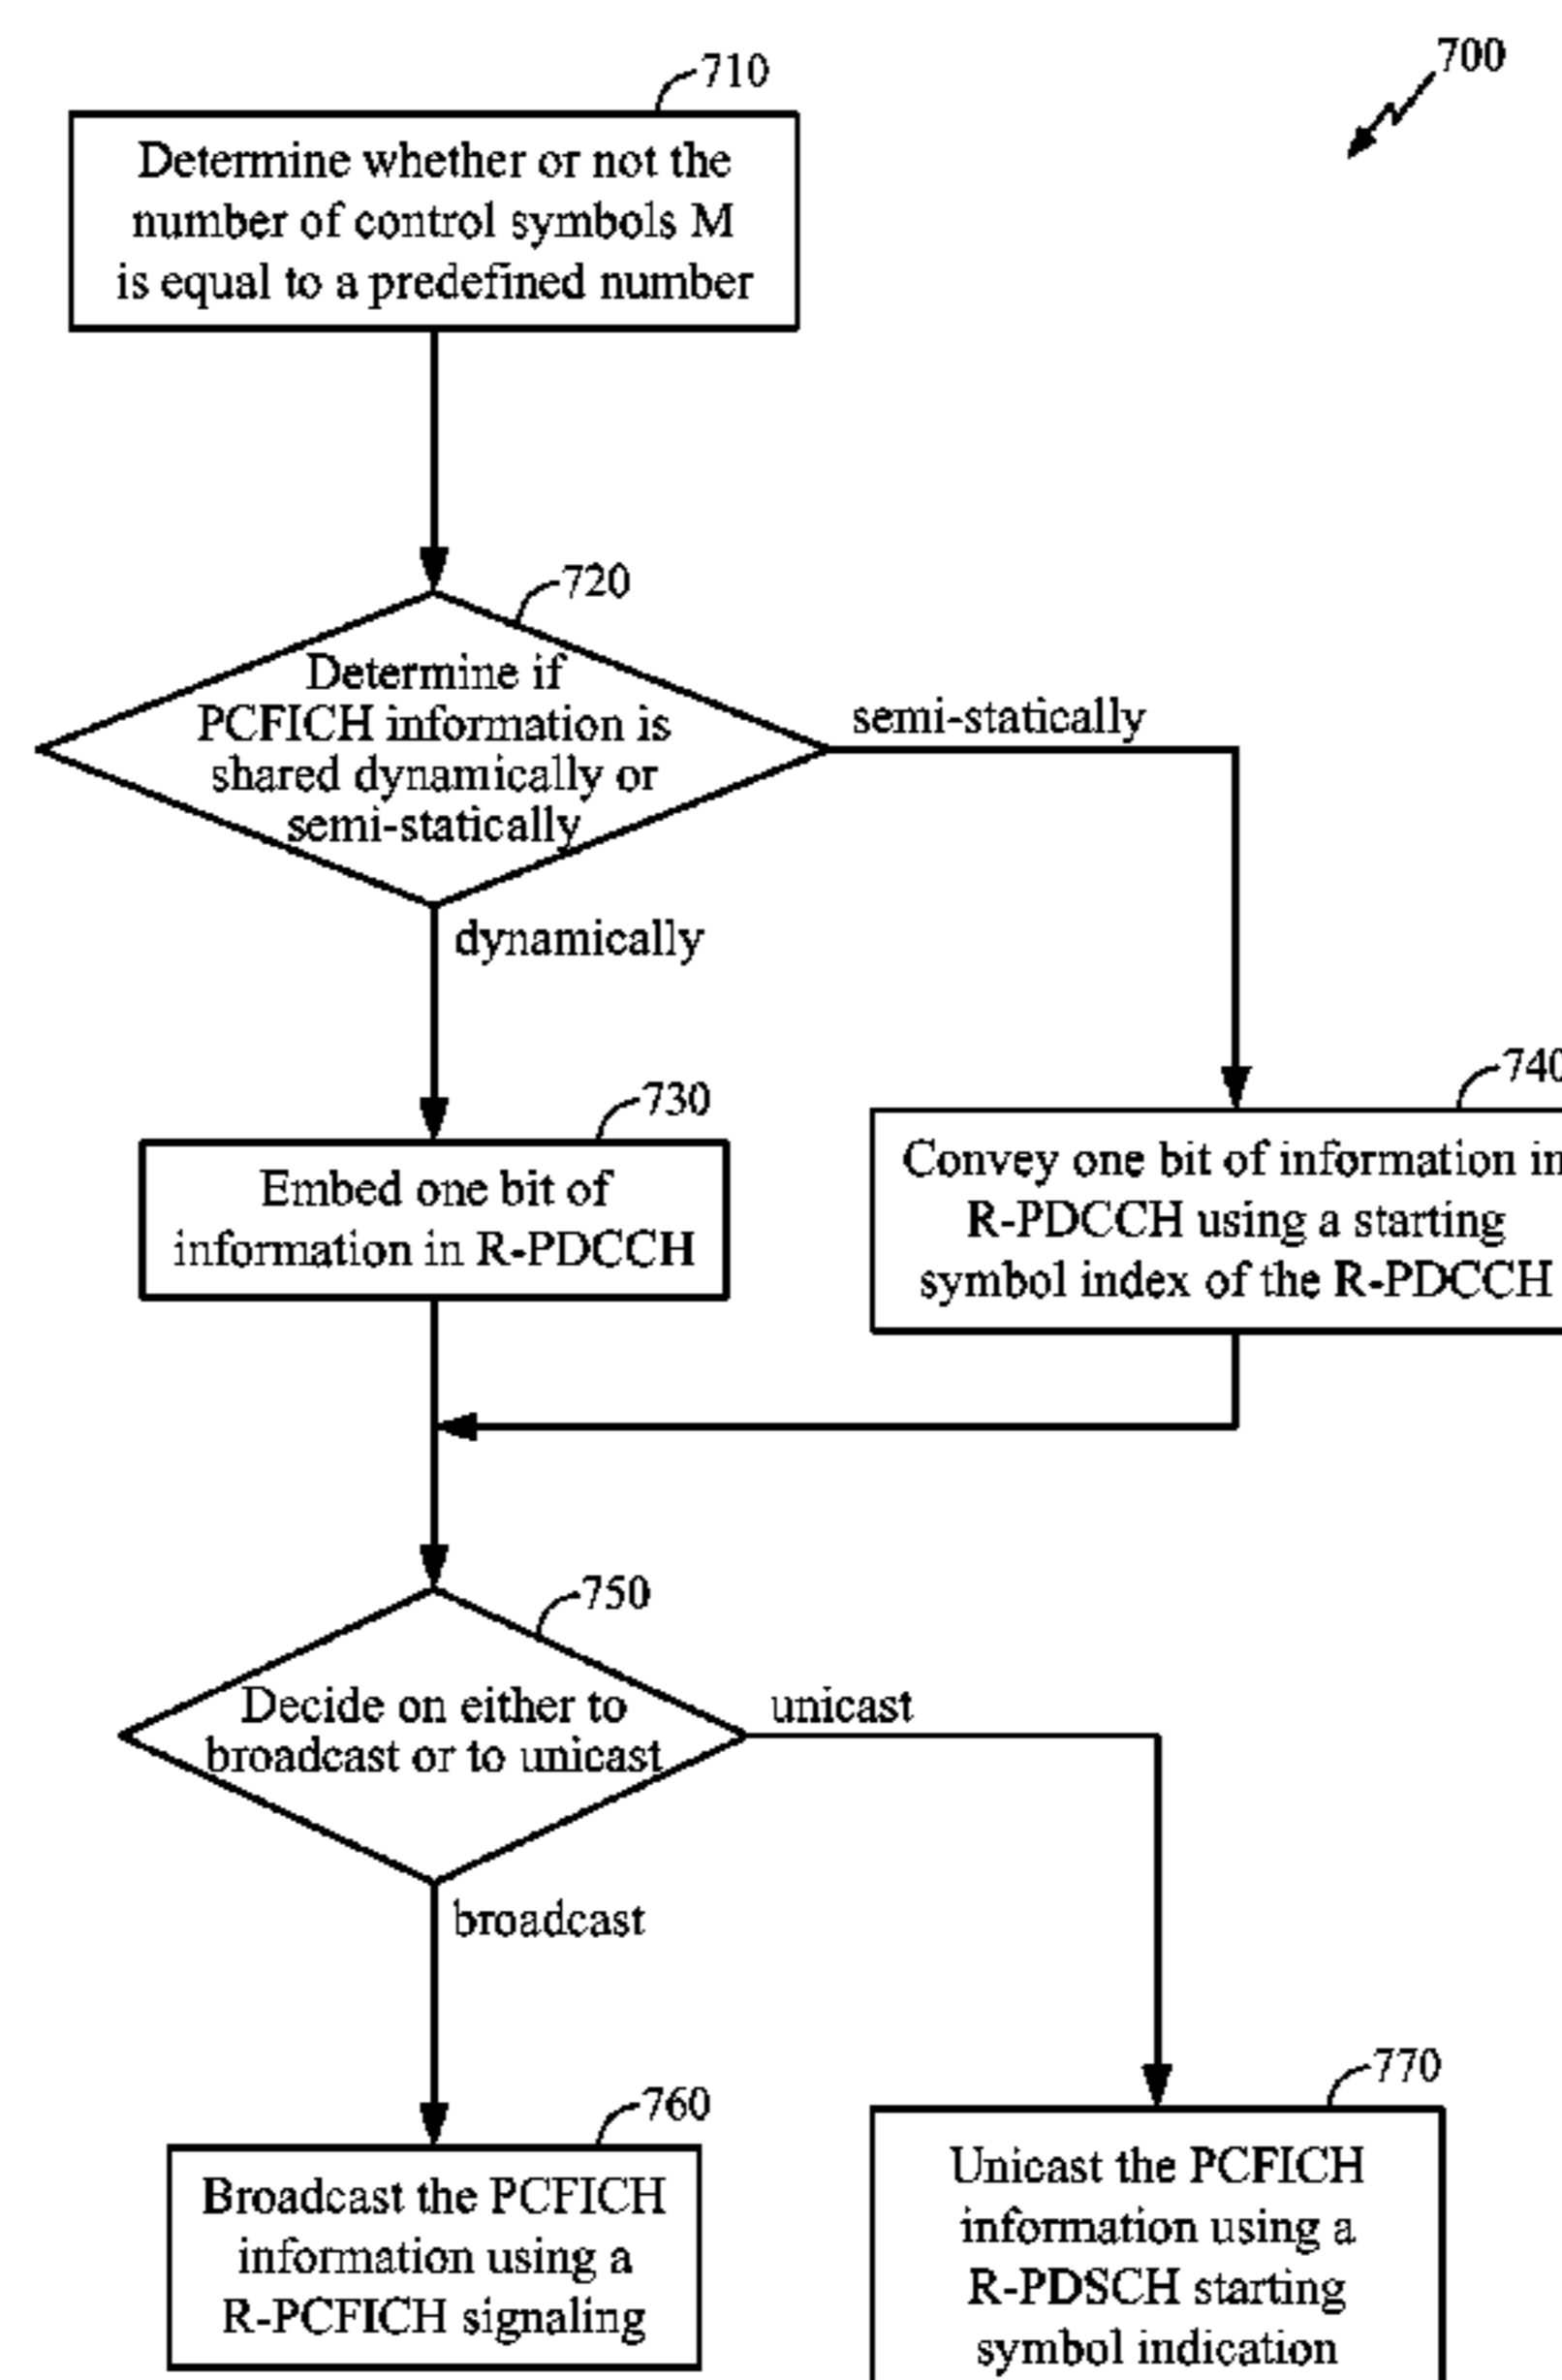 700
710
Determine whether or not the
number of control symbols M
is equal to a predefined number
720
Determine if
PCFICH information is
shared dynamically or
semi-statically
semi-statically
dynamically
730
Embed one bit of
information in R-PDCCH
740
Convey one bit of information in
R-PDCCH using a starting
symbol index of the R-PDCCH
750
Decide on either to
broadcast or to unicast
unicast
broadcast
760
Broadcast the PCFICH
information using a
R-PCFICH signaling
770
Unicast the PCFICH
information using a
R-PDSCH starting
symbol indication